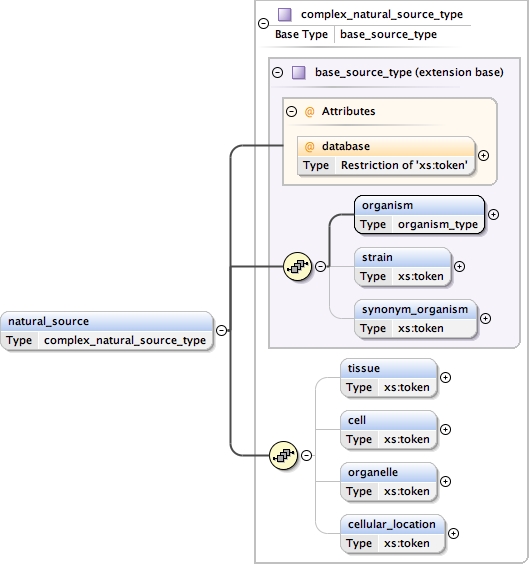 complex_natural_source_type
Base Type base_source_type
base_source_type (extension base)
@ Attributes
@ database
Type Restriction of 'xs:token'
organism
Type organism_type
strain
Type xs:token
synonym_organism
Type xs:token
natural_source
Type complex_natural_source_type
tissue
Type xs:token
cell
Type xs:token
organelle
Type xs:token
cellular_location
Type xs:token